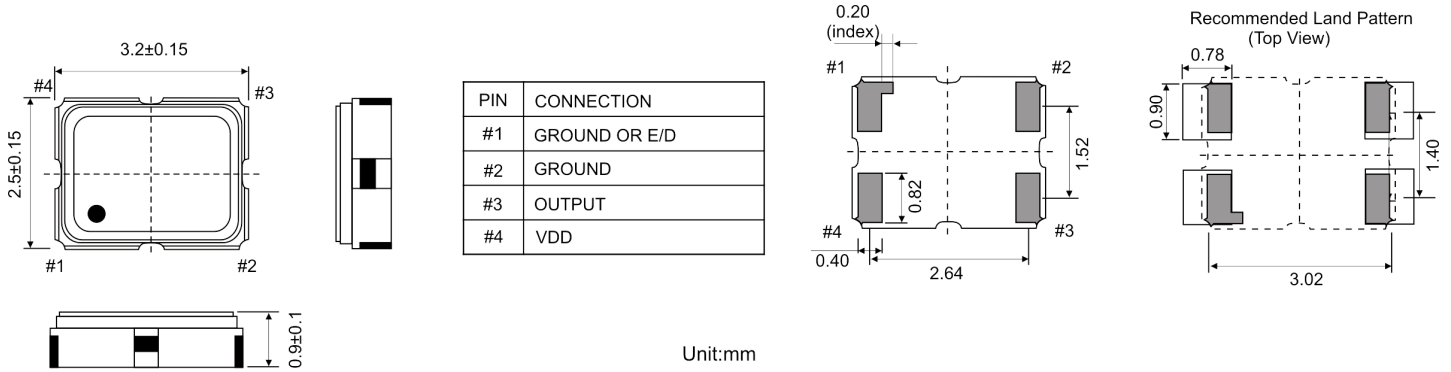 3.2±0.15
#4
#3
2.5±0.15
#1
#2
0.9±0.1
PIN CONNECTION
#1 GROUND OR E/D
#2 GROUND
#3 OUTPUT
#4 VDD
Unit:mm
0.20
(index)
#1
#2
1.52
0.82
#4
#3
0.40
2.64
Recommended Land Pattern
(Top View)
0.78
0.90
1.40
3.02